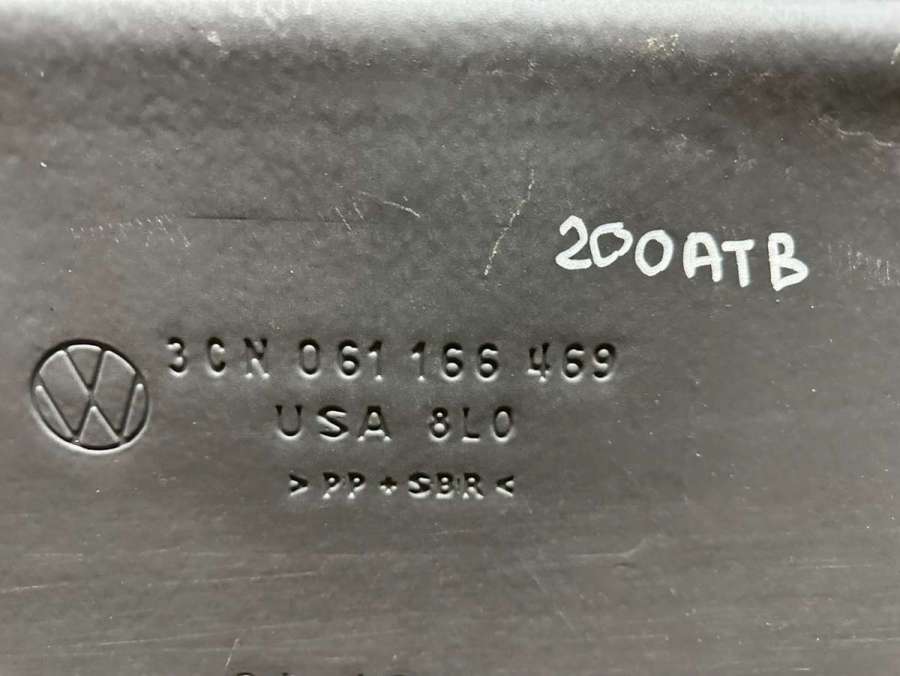 200ATB
3CN 061 166 469
USA 8L0
>PP+SBR<